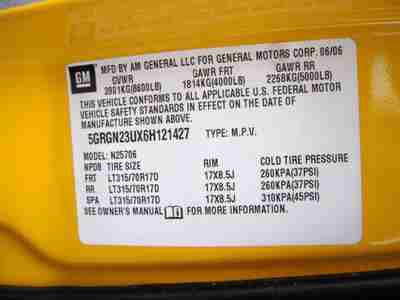 GM
MFD BY AM GENERAL LLC FOR GENERAL MOTORS CORP. 06/06
GVWR GAWR FRT GAWR RR
3901KG(8600LB) 1814KG(4000LB) 2268KG(5000LB)
THIS VEHICLE CONFORMS TO ALL APPLICABLE U.S. FEDERAL MOTOR
VEHICLE SAFETY STANDARDS IN EFFECT ON THE DATE OF
MANUFACTURE SHOWN ABOVE.
5GRGN23UX6H121427 TYPE: M.P.V.
MODEL: N25706
NPDB TIRE SIZE RIM COLD TIRE PRESSURE
FRT LT315/70R17D 17X8.5J 260KPA(37PSI)
RR LT315/70R17D 17X8.5J 260KPA(37PSI)
SPA LT315/70R17D 17X8.5J 310KPA(45PSI)
SEE OWNER'S MANUAL FOR MORE INFORMATION.